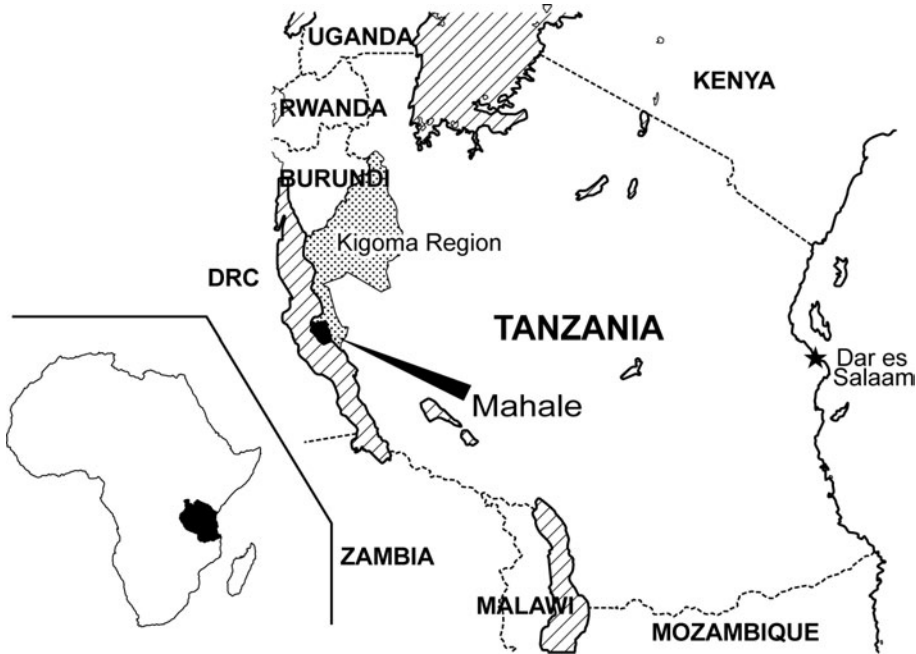 UGANDA
KENYA
RWANDA
BURUNDI
Kigoma Region
DRC
TANZANIA
Dar es
Salaam
Mahale
ZAMBIA
MALAWI
MOZAMBIQUE